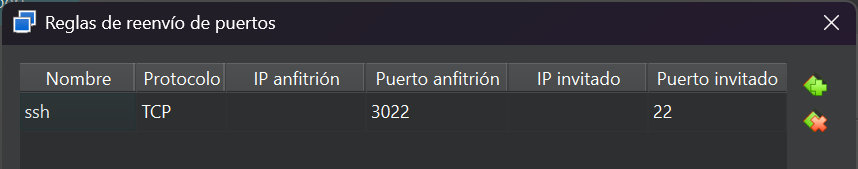 Reglas de reenvío de puertos
Nombre Protocolo IP anfitrión Puerto anfitrión IP invitado Puerto invitado
ssh TCP 3022 22